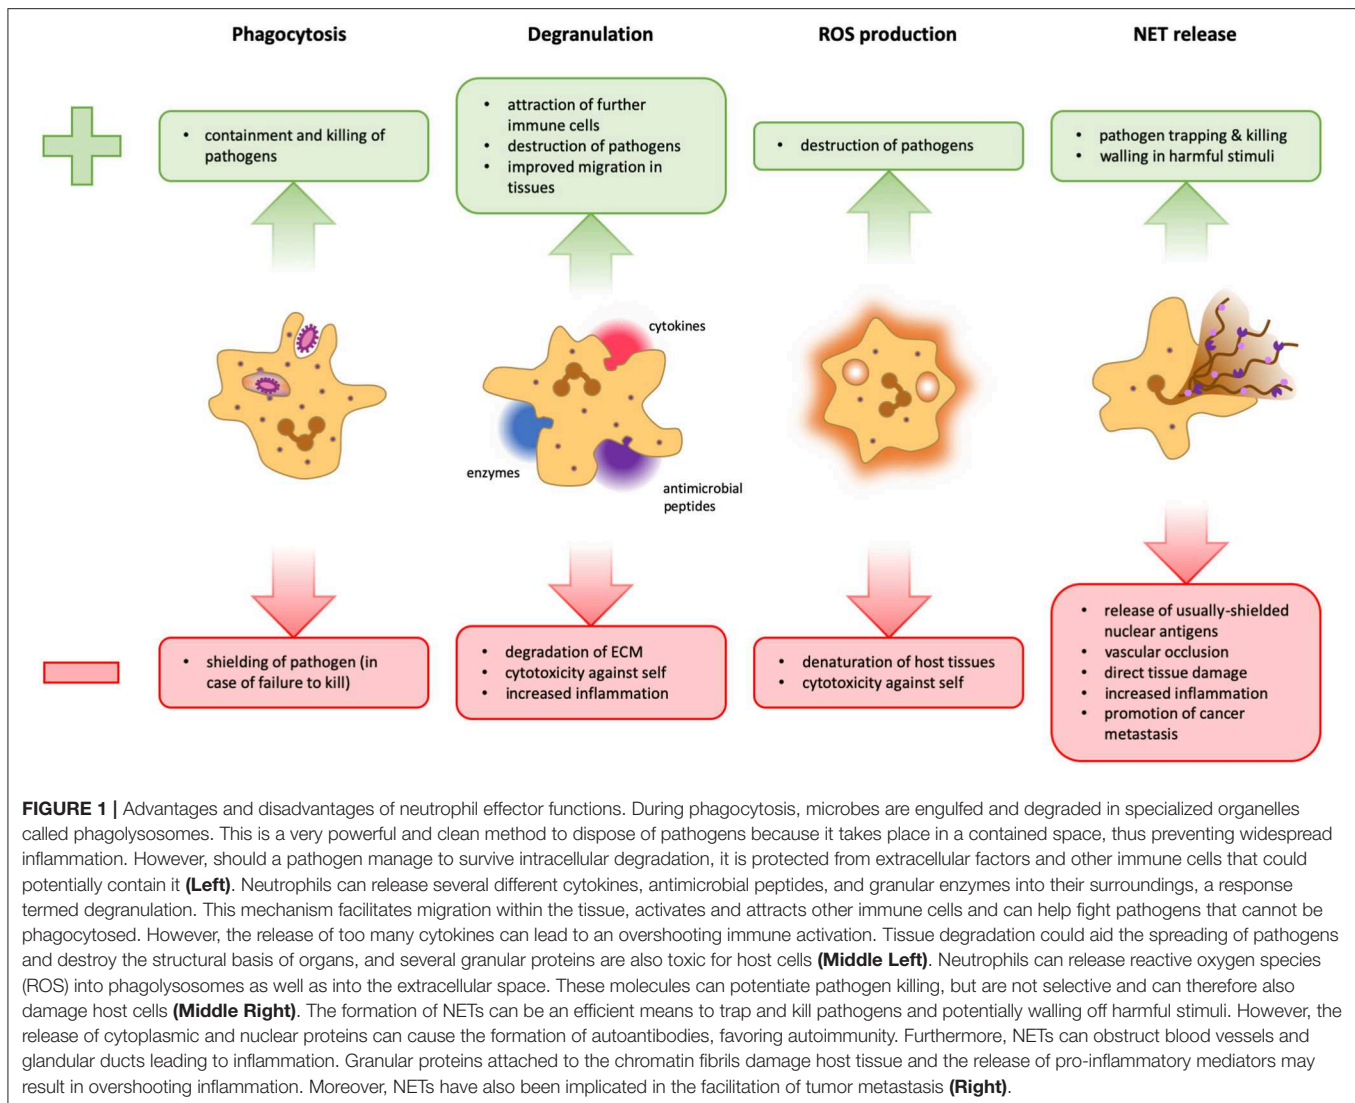 Phagocytosis
Degranulation
ROS production
NET release
• containment and killing of
pathogens
• attraction of further
immune cells
• destruction of pathogens
• improved migration in
tissues
• destruction of pathogens
• pathogen trapping & killing
• walling in harmful stimuli
cytokines
enzymes
antimicrobial
peptides
• shielding of pathogen (in
case of failure to kill)
• degradation of ECM
• cytotoxicity against self
• increased inflammation
• denaturation of host tissues
• cytotoxicity against self
• release of usually-shielded
nuclear antigens
• vascular occlusion
• direct tissue damage
• increased inflammation
• promotion of cancer
metastasis
FIGURE 1 | Advantages and disadvantages of neutrophil effector functions. During phagocytosis, microbes are engulfed and degraded in specialized organelles
called phagolysosomes. This is a very powerful and clean method to dispose of pathogens because it takes place in a contained space, thus preventing widespread
inflammation. However, should a pathogen manage to survive intracellular degradation, it is protected from extracellular factors and other immune cells that could
potentially contain it (Left). Neutrophils can release several different cytokines, antimicrobial peptides, and granular enzymes into their surroundings, a response
termed degranulation. This mechanism facilitates migration within the tissue, activates and attracts other immune cells and can help fight pathogens that cannot be
phagocytosed. However, the release of too many cytokines can lead to an overshooting immune activation. Tissue degradation could aid the spreading of pathogens
and destroy the structural basis of organs, and several granular proteins are also toxic for host cells (Middle Left). Neutrophils can release reactive oxygen species
(ROS) into phagolysosomes as well as into the extracellular space. These molecules can potentiate pathogen killing, but are not selective and can therefore also
damage host cells (Middle Right). The formation of NETs can be an efficient means to trap and kill pathogens and potentially walling off harmful stimuli. However, the
release of cytoplasmic and nuclear proteins can cause the formation of autoantibodies, favoring autoimmunity. Furthermore, NETs can obstruct blood vessels and
glandular ducts leading to inflammation. Granular proteins attached to the chromatin fibrils damage host tissue and the release of pro-inflammatory mediators may
result in overshooting inflammation. Moreover, NETs have also been implicated in the facilitation of tumor metastasis (Right).